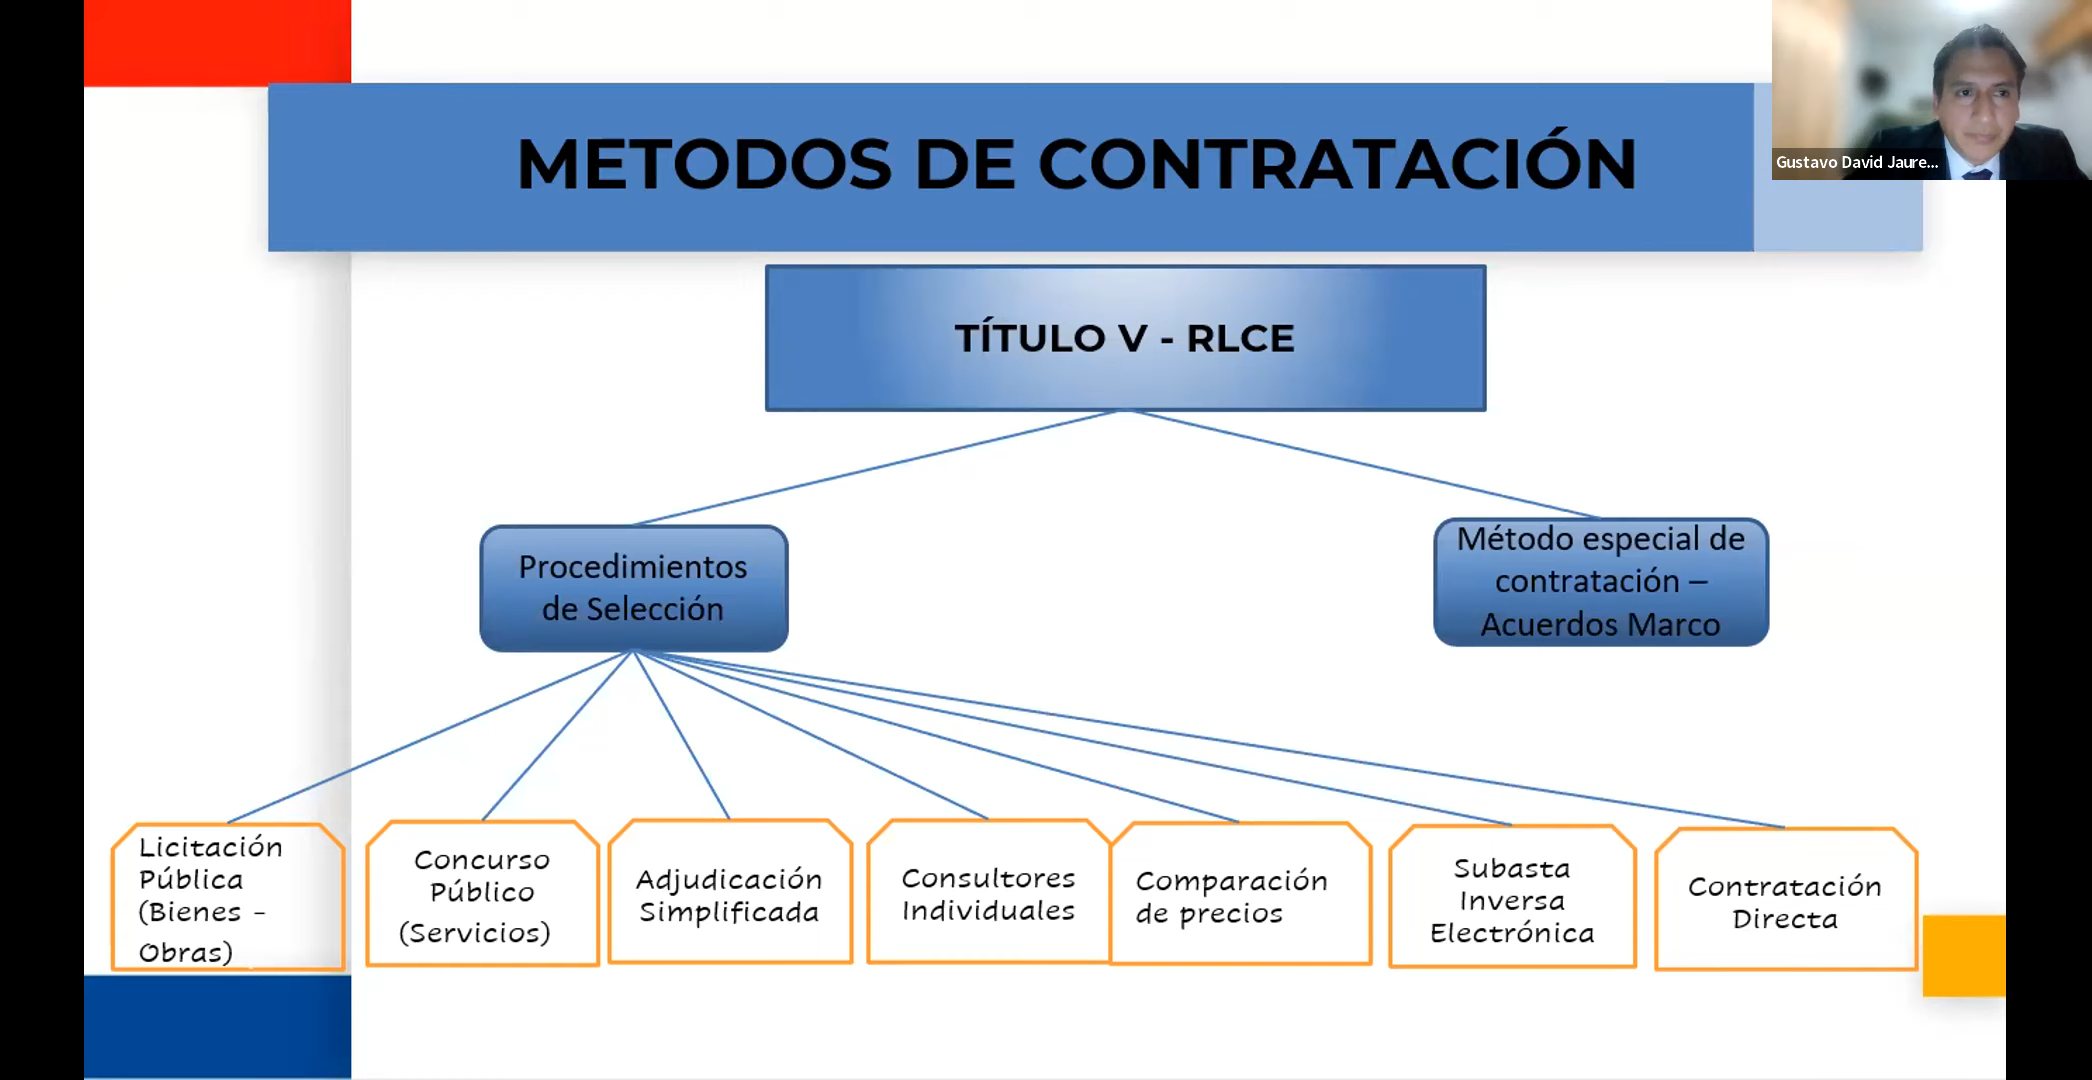 METODOS DE CONTRATACIÓN
Gustavo David Jaure...
TÍTULO V - RLCE
Procedimientos
de Selección
Método especial de
contratación –
Acuerdos Marco
Licitación
Pública
(Bienes -
Obras)
Concurso
Público
(Servicios)
Adjudicación
Simplificada
Consultores
Individuales
Comparación
de precios
Subasta
Inversa
Electrónica
Contratación
Directa